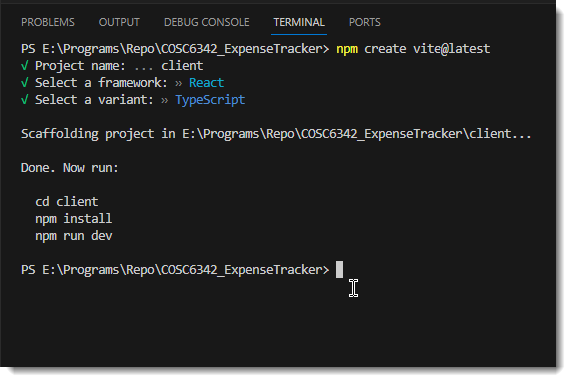 PROBLEMS OUTPUT DEBUG CONSOLE TERMINAL PORTS
PS E:\Programs\Repo\COSC6342_ExpenseTracker> npm create vite@latest
√ Project name: ... client
√ Select a framework: » React
√ Select a variant: » TypeScript
Scaffolding project in E:\Programs\Repo\COSC6342_ExpenseTracker\client...
Done. Now run:
cd client
npm install
npm run dev
PS E:\Programs\Repo\COSC6342_ExpenseTracker>